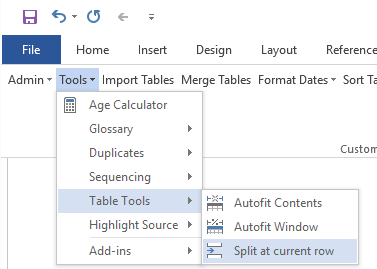 File Home Insert Design Layout Reference
Admin Tools Import Tables Merge Tables Format Dates Sort Ta
Age Calculator
Glossary
Duplicates
Sequencing
Table Tools
Highlight Source
Add-ins
Autofit Contents
Autofit Window
Split at current row
Custom